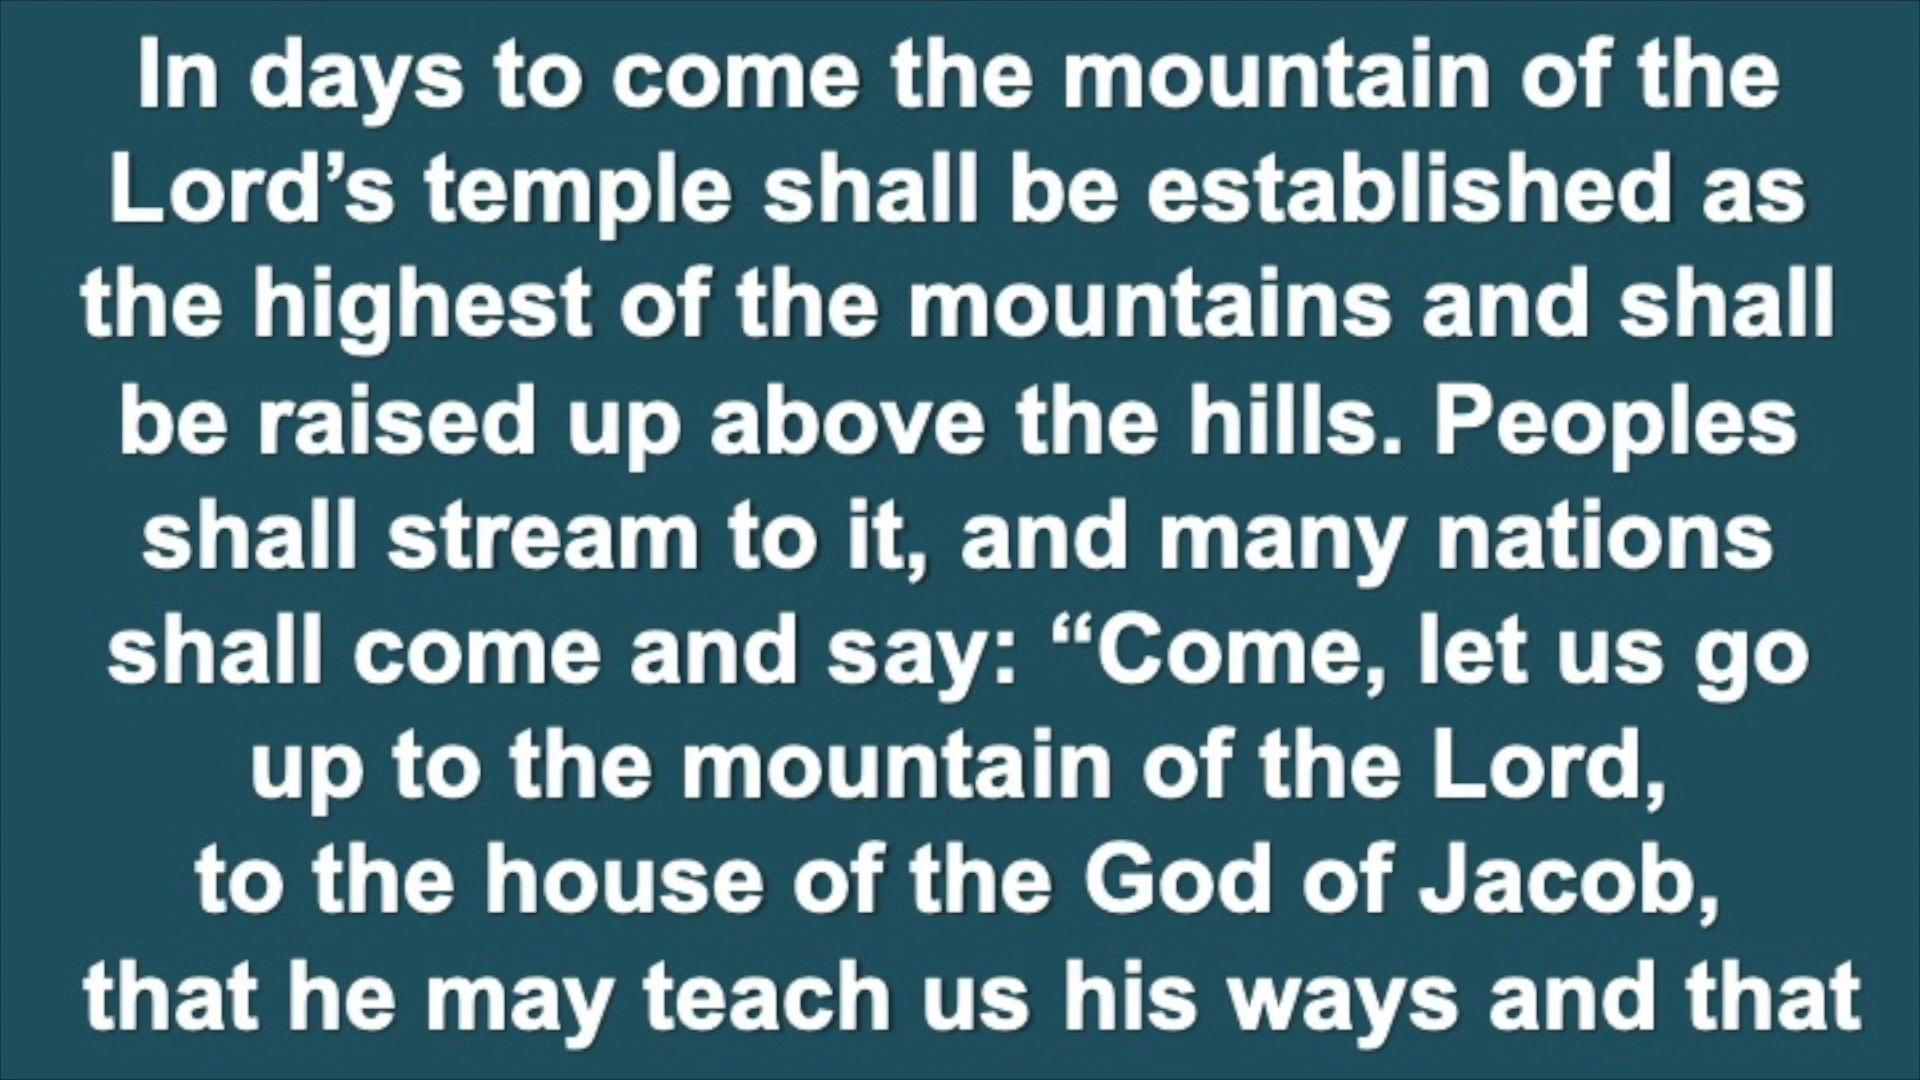 In days to come the mountain of the
Lord’s temple shall be established as
the highest of the mountains and shall
be raised up above the hills. Peoples
shall stream to it, and many nations
shall come and say: “Come, let us go
up to the mountain of the Lord,
to the house of the God of Jacob,
that he may teach us his ways and that